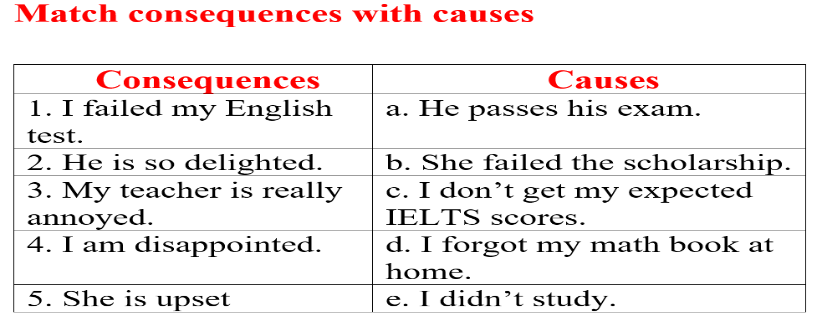 Match consequences with causes
Consequences Causes
1. I failed my English a. He passes his exam.
test.
2. He is so delighted. b. She failed the scholarship.
3. My teacher is really c. I don’t get my expected
annoyed. IELTS scores.
4. I am disappointed. d. I forgot my math book at
home.
5. She is upset e. I didn’t study.